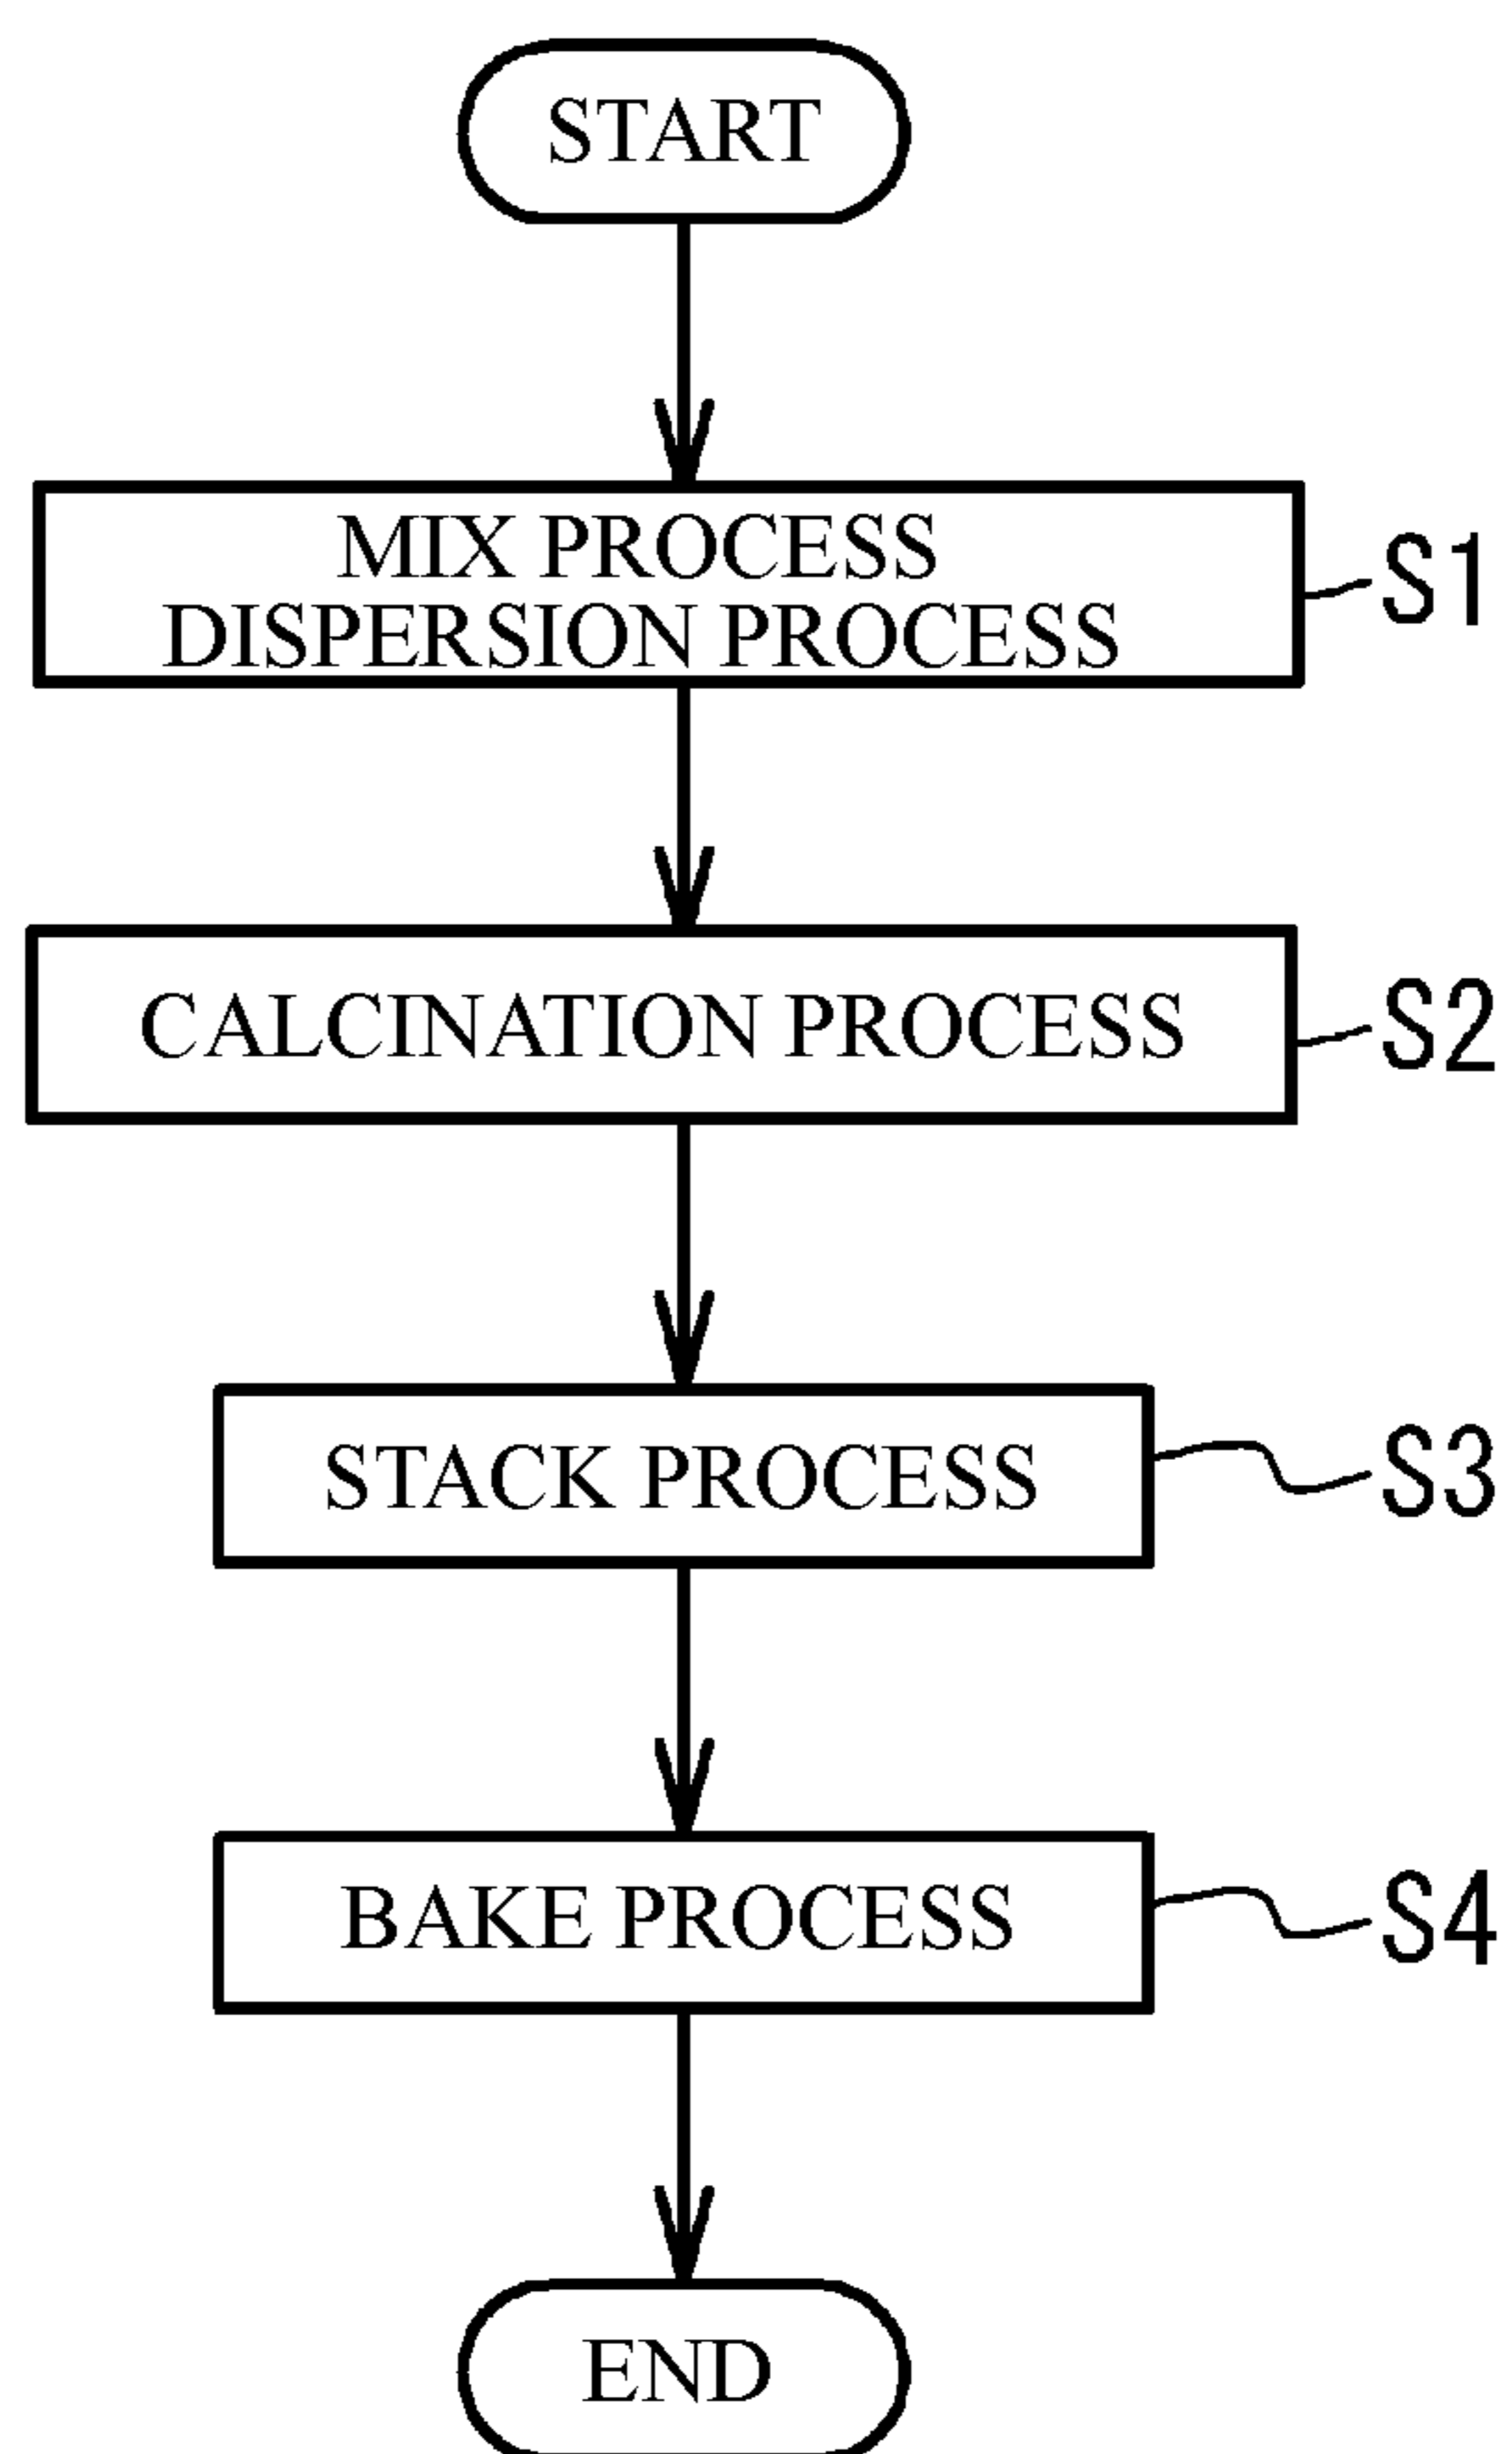 START
MIX PROCESS
DISPERSION PROCESS
S1
CALCINATION PROCESS
S2
STACK PROCESS
S3
BAKE PROCESS
S4
END